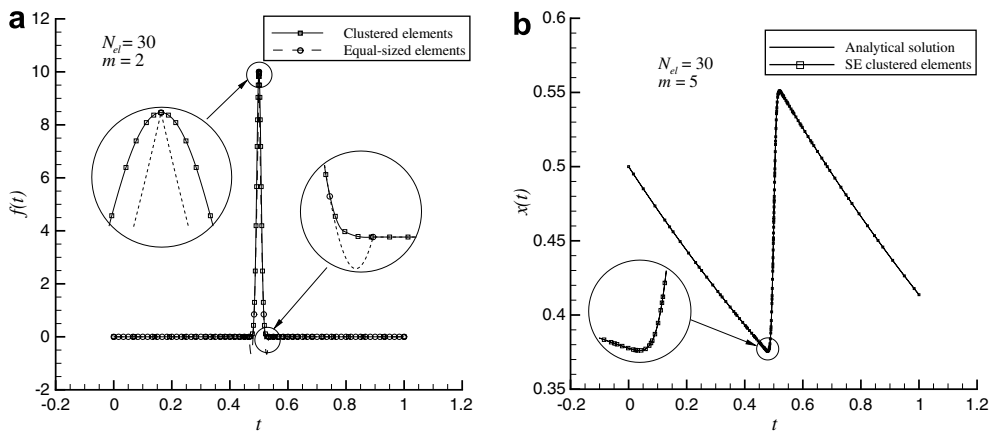 a
12
10
8
6
4
2
0
-2
f(t)
N_el = 30
m = 2
Clustered elements
Equal-sized elements
-0.2 0 0.2 0.4 0.6 0.8 1 1.2
t
b
0.6
0.55
0.5
0.45
0.4
0.35
x(t)
N_el = 30
m = 5
Analytical solution
SE clustered elements
-0.2 0 0.2 0.4 0.6 0.8 1 1.2
t